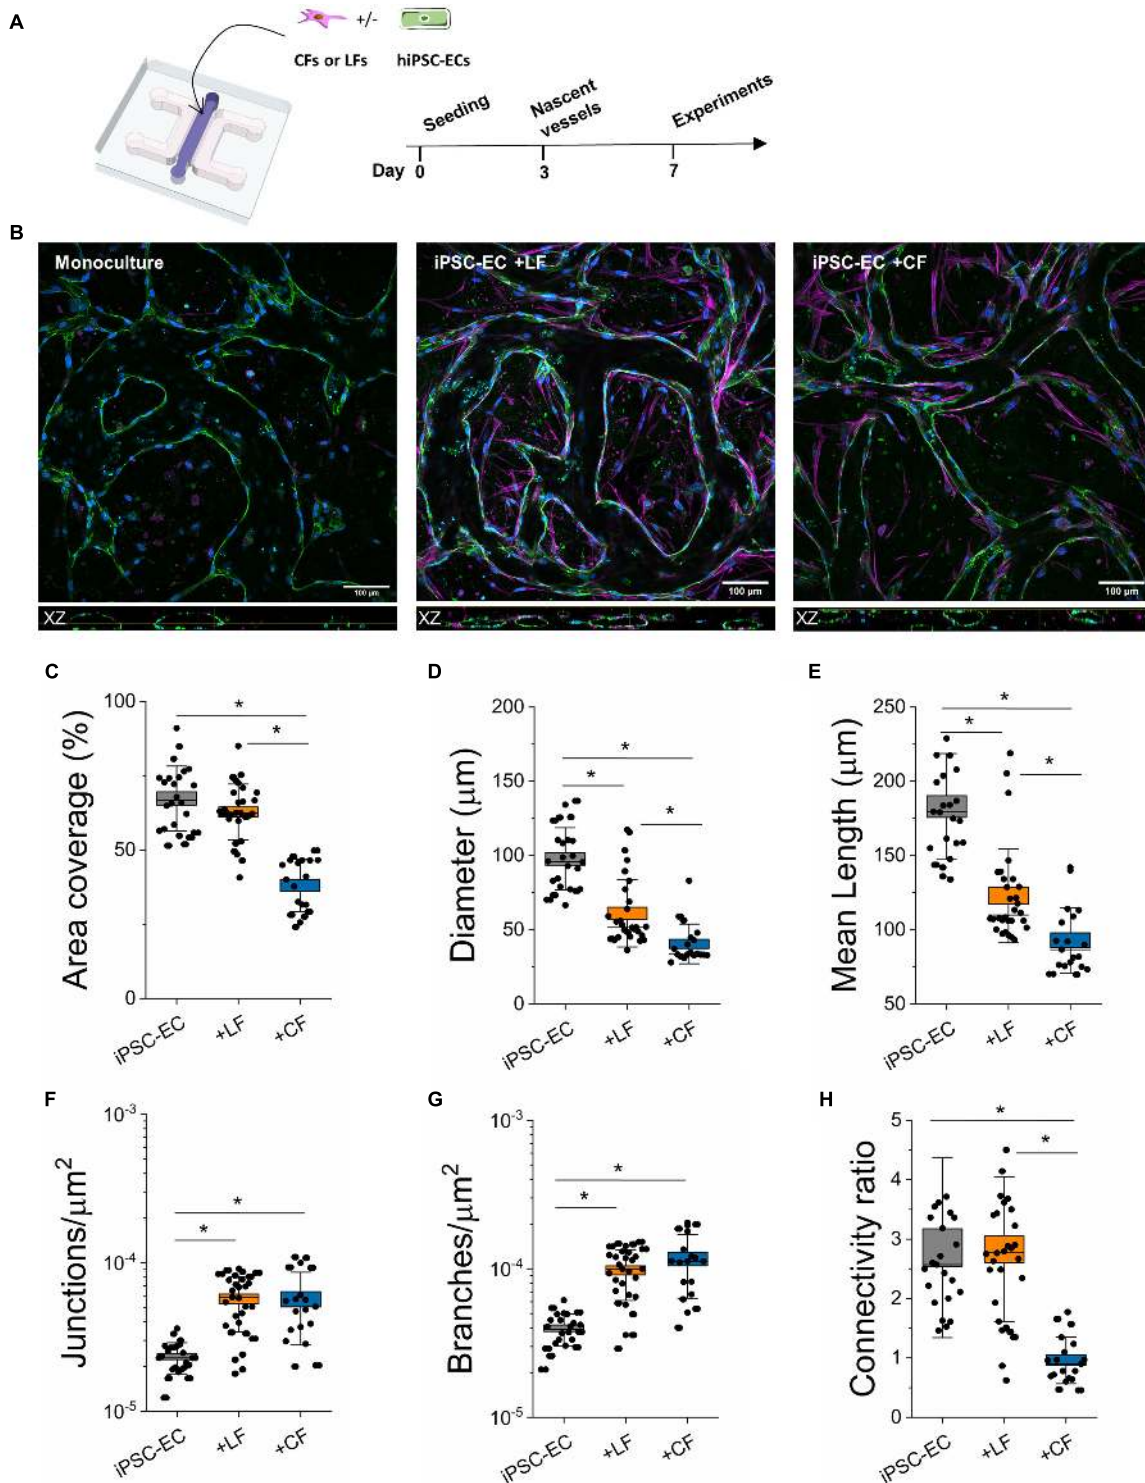 A
+/-
CFs or LFs hiPSC-ECs
Seeding
Nascent
vessels
Experiments
Day 0 3 7
B
Monoculture
iPSC-EC +LF
iPSC-EC +CF
100 µm
100 µm
100 µm
XZ
XZ
XZ
C
Area coverage (%)
100
50
0
*
*
iPSC-EC
+LF
+CF
D
Diameter (µm)
200
150
100
50
0
*
*
*
iPSC-EC
+LF
+CF
E
Mean Length (µm)
250
200
150
100
50
*
*
*
iPSC-EC
+LF
+CF
F
Junctions/µm²
10⁻³
10⁻⁴
10⁻⁵
*
*
iPSC-EC
+LF
+CF
G
Branches/µm²
10⁻³
10⁻⁴
10⁻⁵
*
*
iPSC-EC
+LF
+CF
H
Connectivity ratio
5
4
3
2
1
0
*
*
iPSC-EC
+LF
+CF